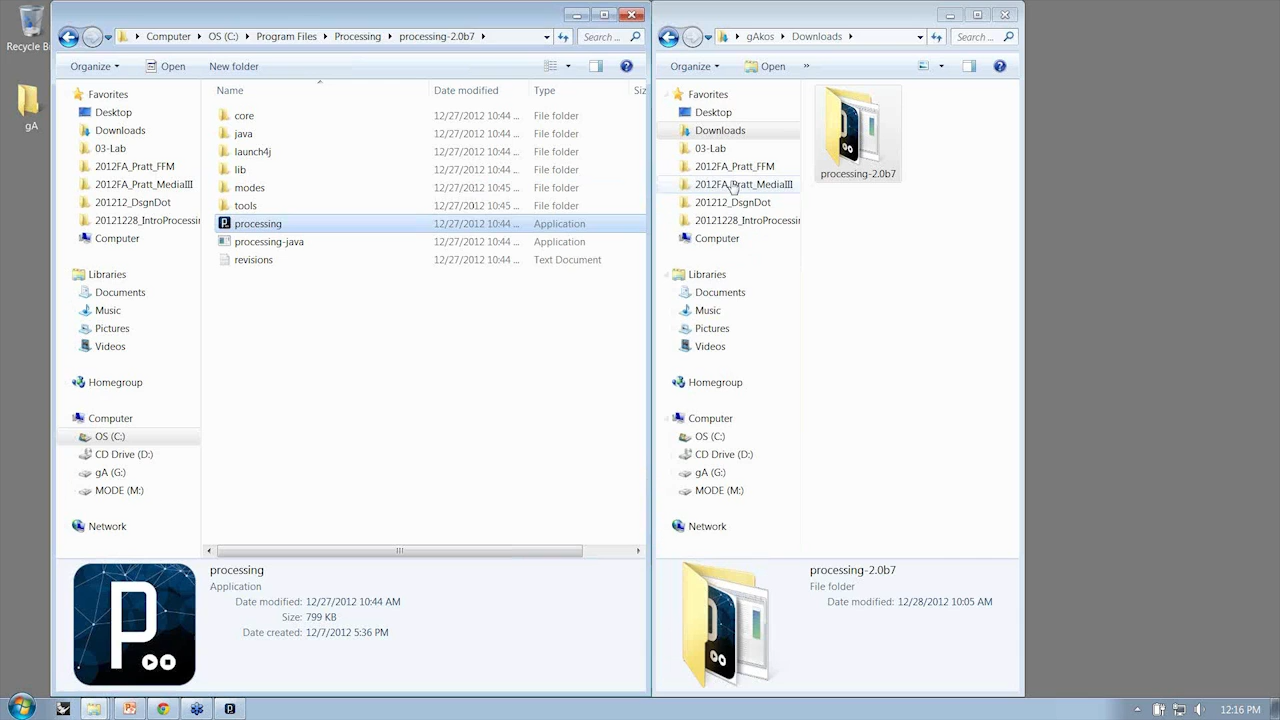 Recycle B
gA
Computer
OS (C:)
Program Files
Processing
processing-2.0b7
Search...
Organize
Open
New folder
Name
Date modified
Type
Siz
Favorites
Desktop
Downloads
03-Lab
2012FA_Pratt_FFM
2012FA_Pratt_MediaIII
201212_DsgnDot
20121228_IntroProcessin
Computer
Libraries
Documents
Music
Pictures
Videos
Homegroup
Computer
OS (C:)
CD Drive (D:)
gA (G:)
MODE (M:)
Network
core 12/27/2012 10:44 ... File folder
java 12/27/2012 10:44 ... File folder
launch4j 12/27/2012 10:44 ... File folder
lib 12/27/2012 10:44 ... File folder
modes 12/27/2012 10:45 ... File folder
tools 12/27/2012 10:45 ... File folder
processing 12/27/2012 10:44 ... Application
processing-java 12/27/2012 10:44 ... Application
revisions 12/27/2012 10:44 ... Text Document
processing
Application
Date modified: 12/27/2012 10:44 AM
Size: 799 KB
Date created: 12/7/2012 5:36 PM
gAkos
Downloads
Search...
Organize
Open
»
Favorites
Desktop
Downloads
03-Lab
2012FA_Pratt_FFM
2012FA_Pratt_MediaIII
201212_DsgnDot
20121228_IntroProcessin
Computer
Libraries
Documents
Music
Pictures
Videos
Homegroup
Computer
OS (C:)
CD Drive (D:)
gA (G:)
MODE (M:)
Network
processing-2.0b7
processing-2.0b7
File folder
Date modified: 12/28/2012 10:05 AM
12:16 PM